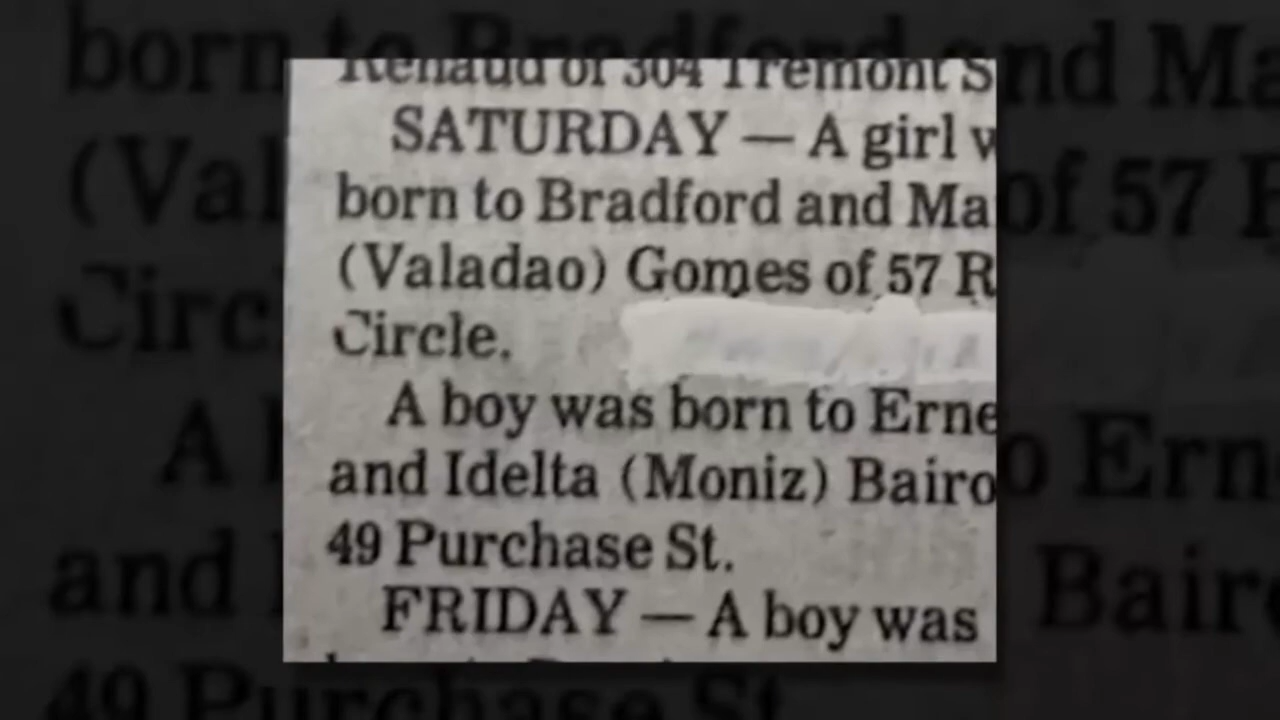 Renaud of 304 Tremont S
SATURDAY — A girl w
born to Bradford and Ma
(Valadao) Gomes of 57 R
Circle.
A boy was born to Erne
and Idelta (Moniz) Bairo
49 Purchase St.
FRIDAY — A boy was